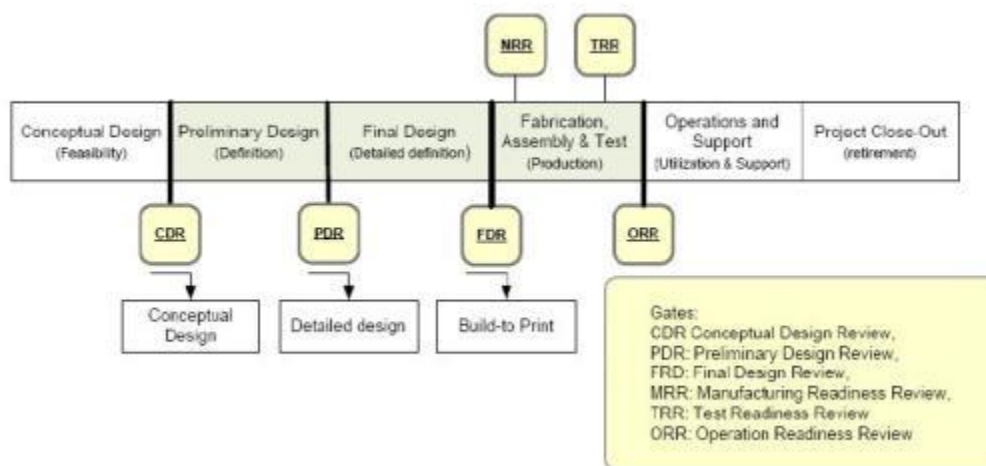 NRR
TRR
Conceptual Design
(Feasibility)
Preliminary Design
(Definition)
Final Design
(Detailed definition)
Fabrication,
Assembly & Test
(Production)
Operations and
Support
(Utilization & Support)
Project Close-Out
(retirement)
CDR
PDR
FDR
ORR
Conceptual
Design
Detailed design
Build-to Print
Gates:
CDR Conceptual Design Review,
PDR: Preliminary Design Review,
FRD: Final Design Review,
MRR: Manufacturing Readiness Review,
TRR: Test Readiness Review
ORR: Operation Readiness Review